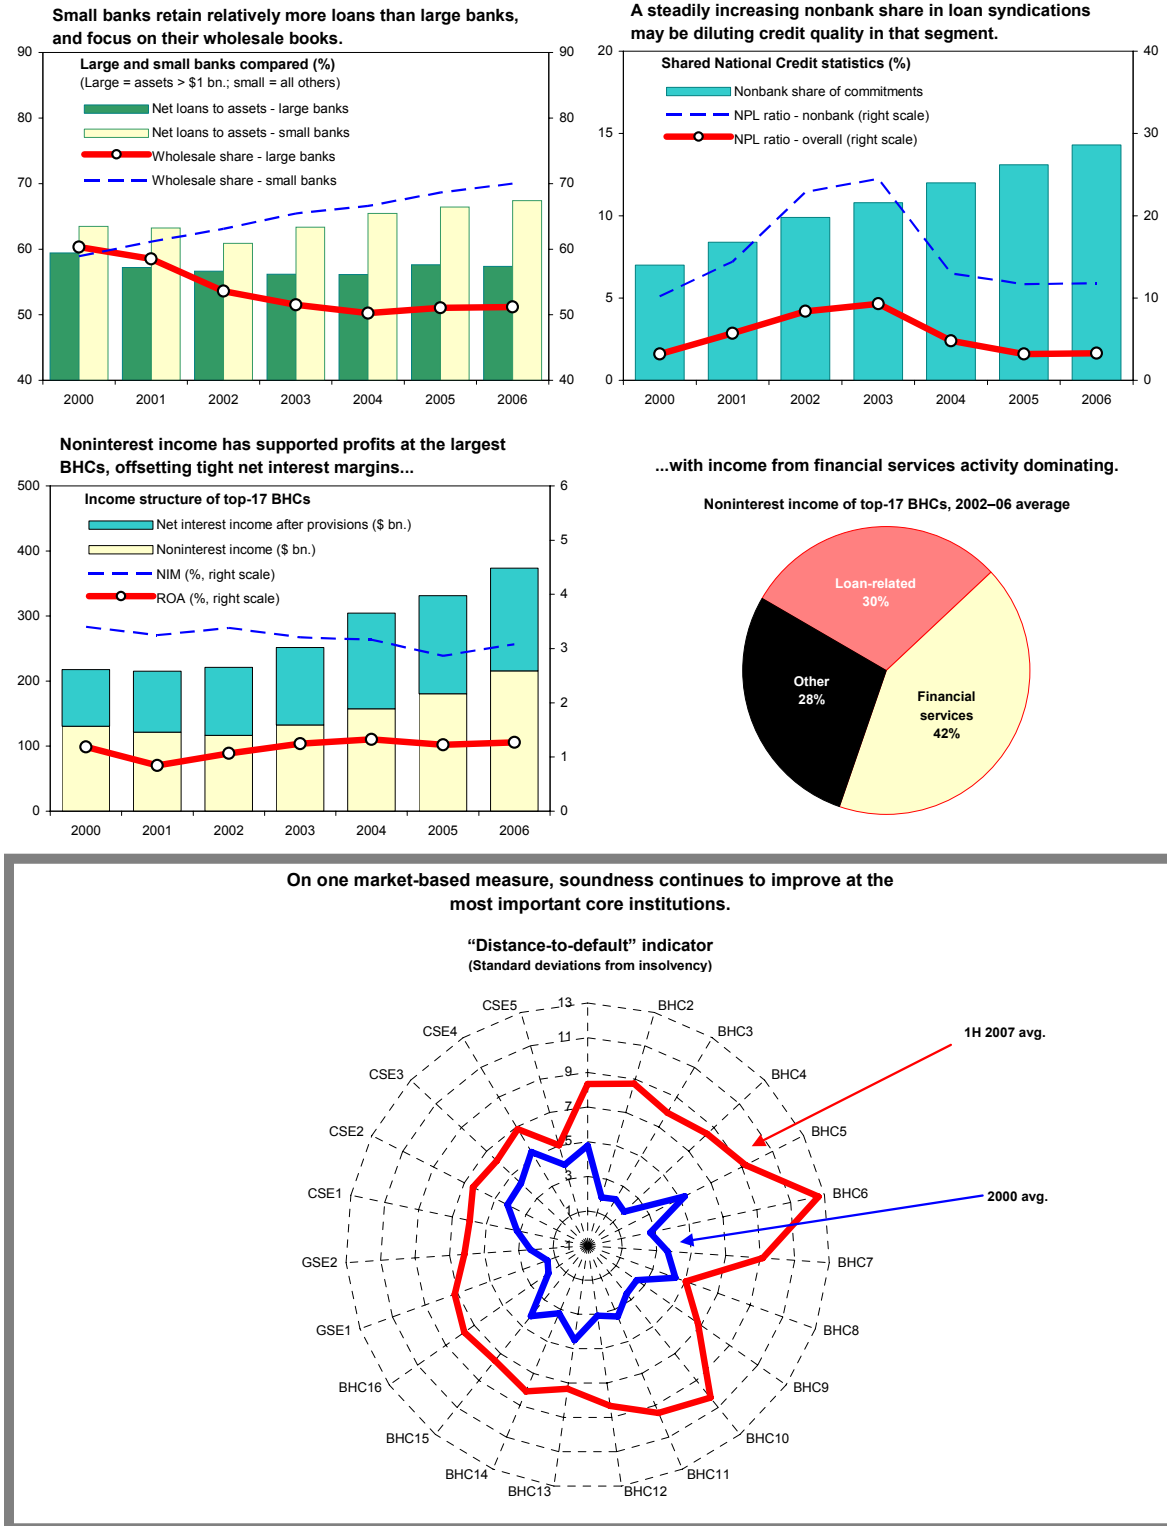 Small banks retain relatively more loans than large banks,
and focus on their wholesale books.
90
80
70
60
50
40
Large and small banks compared (%)
(Large = assets > $1 bn.; small = all others)
Net loans to assets - large banks
Net loans to assets - small banks
Wholesale share - large banks
Wholesale share - small banks
90
80
70
60
50
40
2000 2001 2002 2003 2004 2005 2006
A steadily increasing nonbank share in loan syndications
may be diluting credit quality in that segment.
20
15
10
5
0
Shared National Credit statistics (%)
Nonbank share of commitments
NPL ratio - nonbank (right scale)
NPL ratio - overall (right scale)
40
30
20
10
0
2000 2001 2002 2003 2004 2005 2006
Noninterest income has supported profits at the largest
BHCs, offsetting tight net interest margins...
500
400
300
200
100
0
Income structure of top-17 BHCs
Net interest income after provisions ($ bn.)
Noninterest income ($ bn.)
NIM (%, right scale)
ROA (%, right scale)
6
5
4
3
2
1
0
2000 2001 2002 2003 2004 2005 2006
...with income from financial services activity dominating.
Noninterest income of top-17 BHCs, 2002–06 average
Loan-related
30%
Other
28%
Financial
services
42%
On one market-based measure, soundness continues to improve at the
most important core institutions.
“Distance-to-default” indicator
(Standard deviations from insolvency)
13
11
9
7
5
3
1
BHC2
BHC3
BHC4
BHC5
BHC6
BHC7
BHC8
BHC9
BHC10
BHC11
BHC12
BHC13
BHC14
BHC15
BHC16
GSE1
GSE2
CSE1
CSE2
CSE3
CSE4
CSE5
1H 2007 avg.
2000 avg.